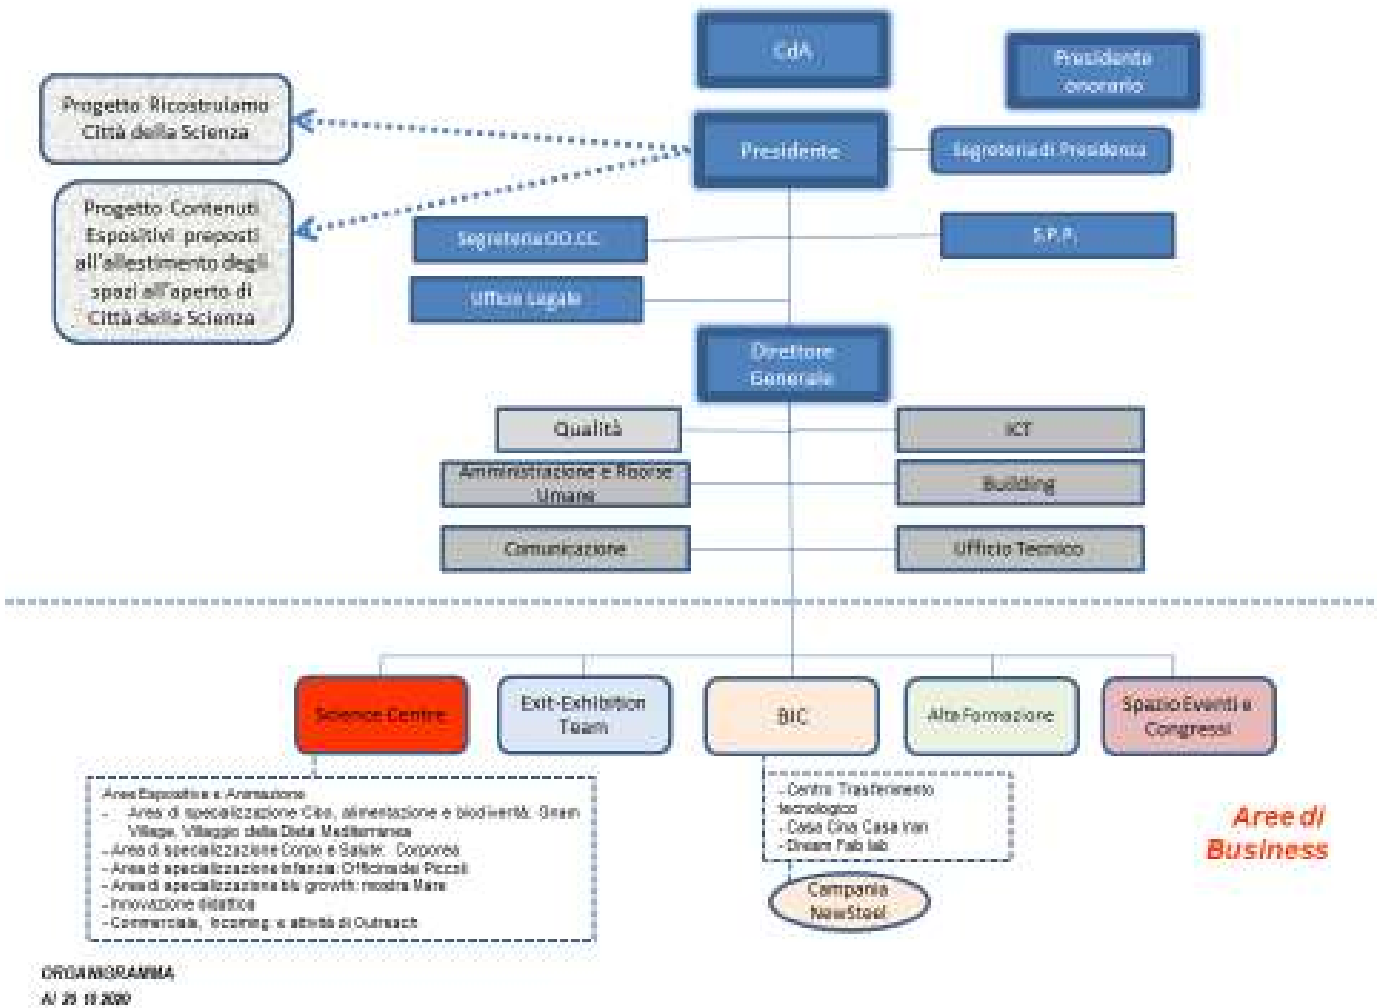 CdA
Presidente
onorario
Progetto Ricostruiamo
Città della Scienza
Presidente
Segreteria di Presidenza
Progetto Contenuti
Espositivi preposti
all'allestimento degli
spazi all'aperto di
Città della Scienza
Segreteria OO.CC.
S.P.P.
Ufficio Legale
Direttore
Generale
Qualità
ICT
Amministrazione e Risorse
Umane
Building
Comunicazione
Ufficio Tecnico
Science Centre
Exit-Exhibition
Team
BIC
Alta Formazione
Spazio Eventi e
Congressi
Area Espositiva e Animazione
- Area di specializzazione Cibo, alimentazione e biodiverità:
Village, Villaggio della Dieta Mediterranea
- Area di specializzazione Corpo e Salute: Corporea
- Area di specializzazione Infanzia: Officina dei Piccoli
- Area di specializzazione blu growth: mostra Mare
- Innovazione didattica
- Commerciale, Incoming e attività di Outreach
- Centro Trasferimento
tecnologico
- Casa Cina Casa Iran
- Dream Fab lab
Campania
NewSteel
Aree di
Business
ORGANIGRAMMA
2020